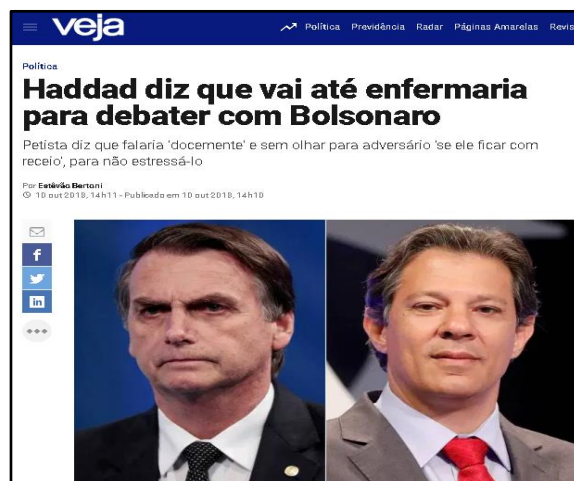 veja
Política Previdência Radar Páginas Amarelas Revis
Política
Haddad diz que vai até enfermaria
para debater com Bolsonaro
Petista diz que falaria 'docemente' e sem olhar para adversário 'se ele ficar com
receio', para não estressá-lo
Por Estêvão Bertoni
10 out 2018, 14h11 - Publicado em 10 out 2018, 14h10
f
in